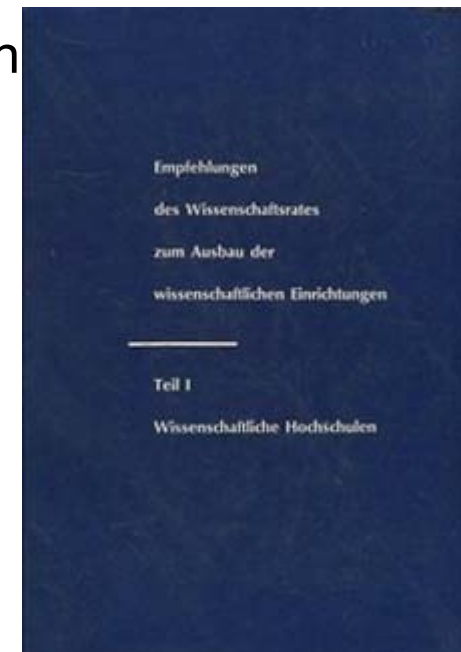 n
Empfehlungen
des Wissenschaftsrates
zum Ausbau der
wissenschaftlichen Einrichtungen
Teil I
Wissenschaftliche Hochschulen